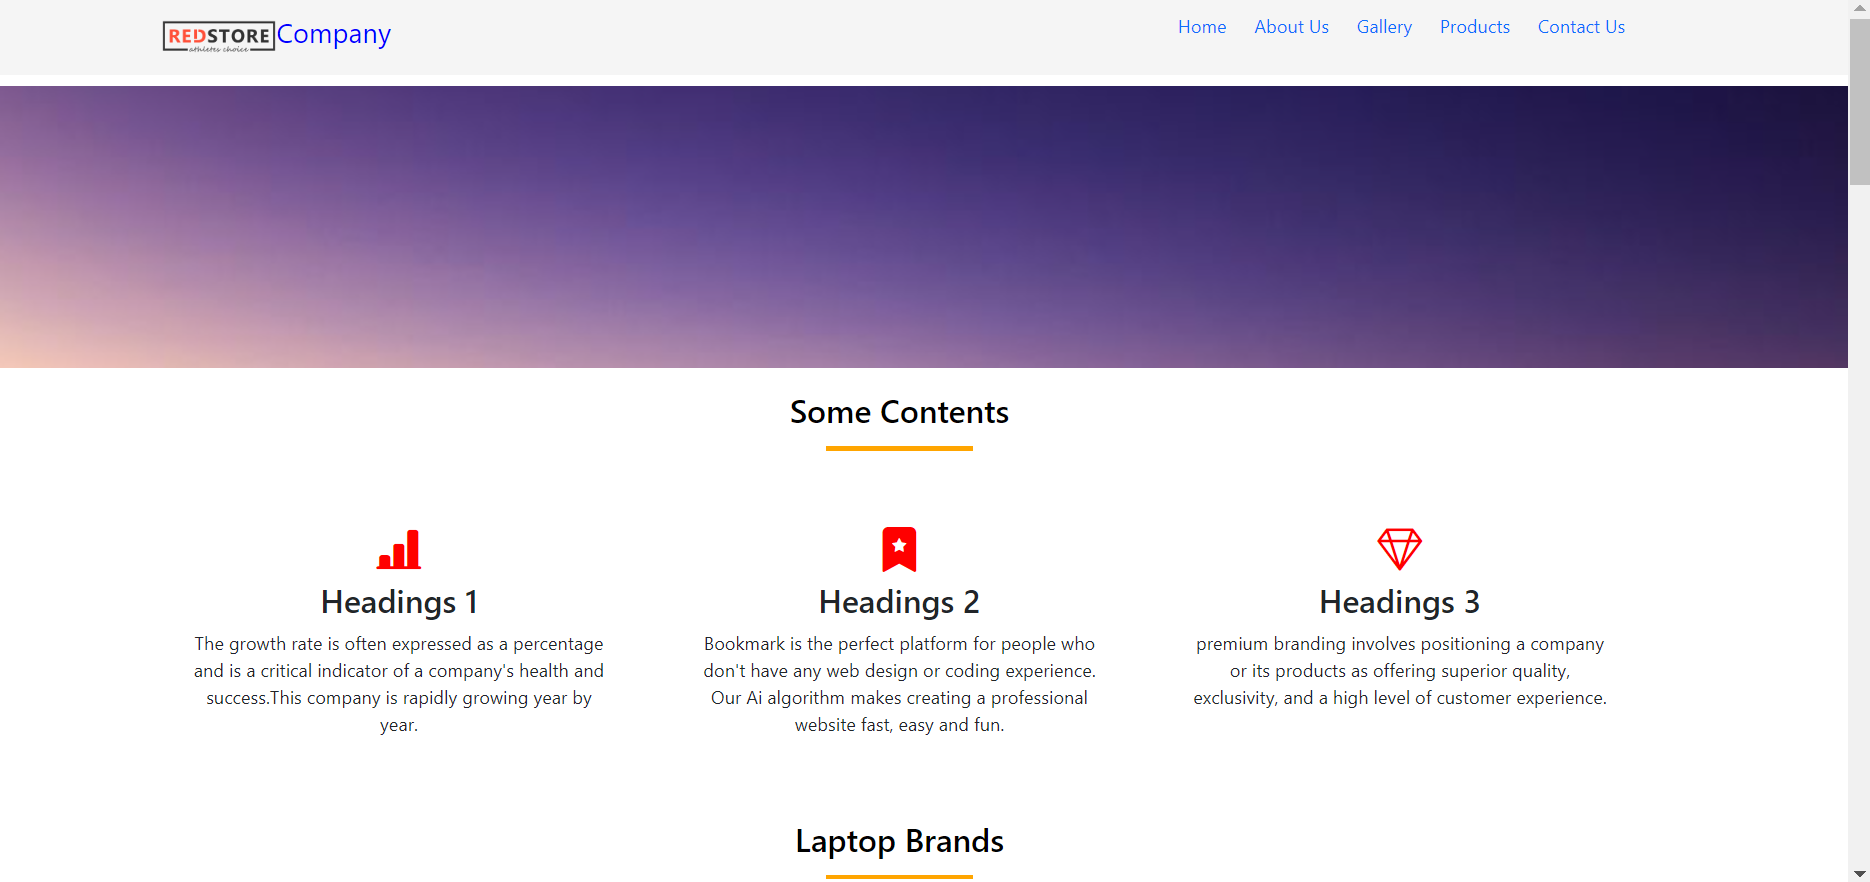 REDSTORE Company Home About Us Gallery Products Contact Us
athletes choice
Some Contents
Headings 1
The growth rate is often expressed as a percentage
and is a critical indicator of a company's health and
success.This company is rapidly growing year by
year.
Headings 2
Bookmark is the perfect platform for people who
don't have any web design or coding experience.
Our Ai algorithm makes creating a professional
website fast, easy and fun.
Headings 3
premium branding involves positioning a company
or its products as offering superior quality,
exclusivity, and a high level of customer experience.
Laptop Brands